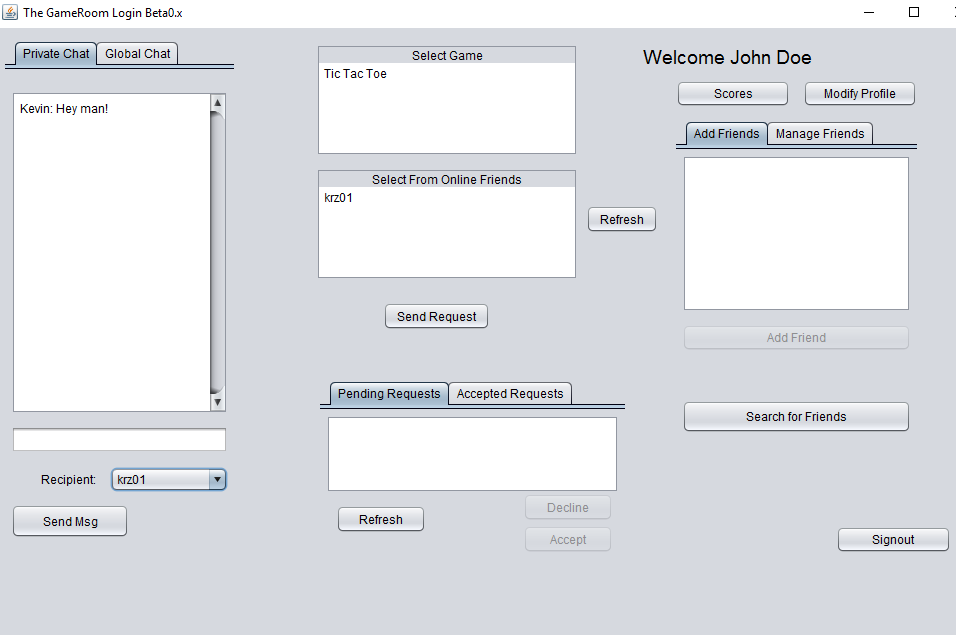 The GameRoom Login Beta0.x
Private Chat Global Chat
Kevin: Hey man!
Recipient: krz01
Send Msg
Select Game
Tic Tac Toe
Select From Online Friends
krz01
Refresh
Send Request
Pending Requests Accepted Requests
Refresh
Decline
Accept
Welcome John Doe
Scores Modify Profile
Add Friends Manage Friends
Add Friend
Search for Friends
Signout